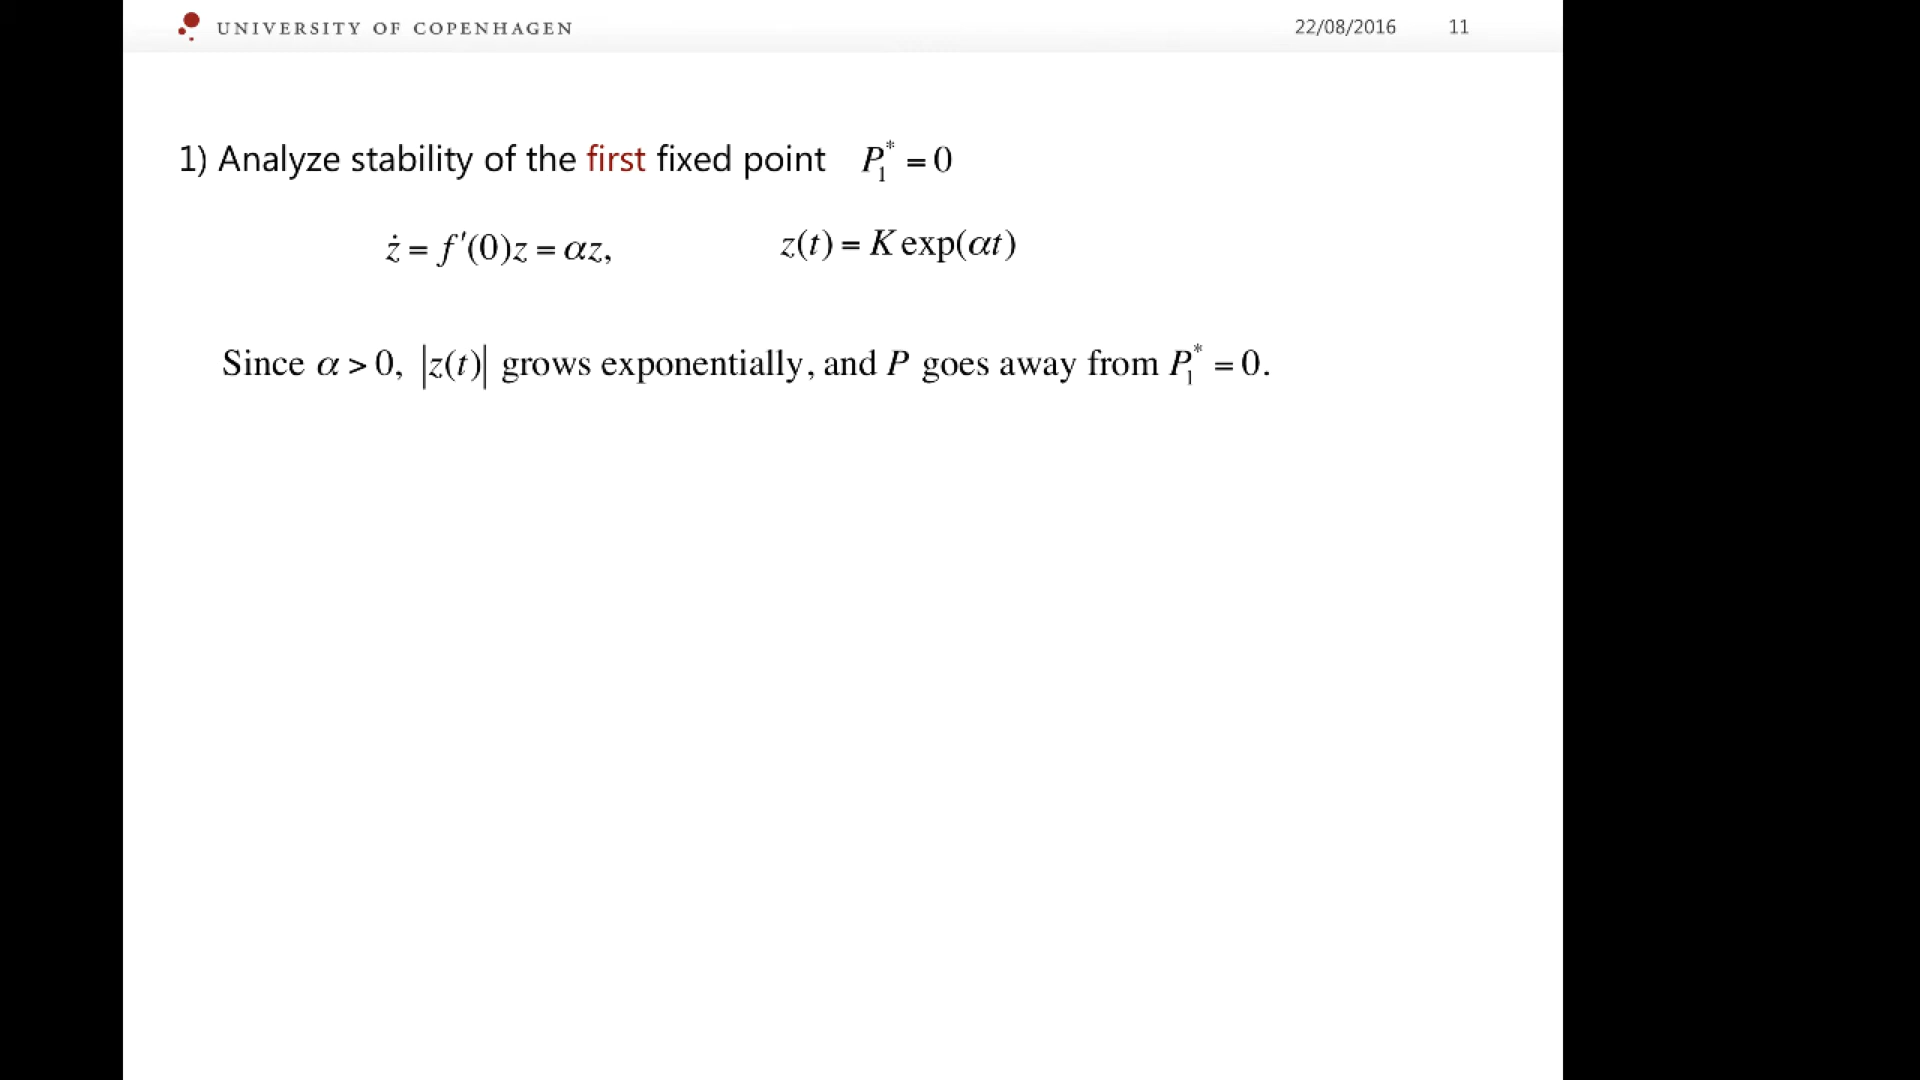 UNIVERSITY OF COPENHAGEN 22/08/2016 11
1) Analyze stability of the first fixed point P₁* = 0
ż = f′(0)z = αz, z(t) = K exp(αt)
Since α > 0, |z(t)| grows exponentially, and P goes away from P₁* = 0.